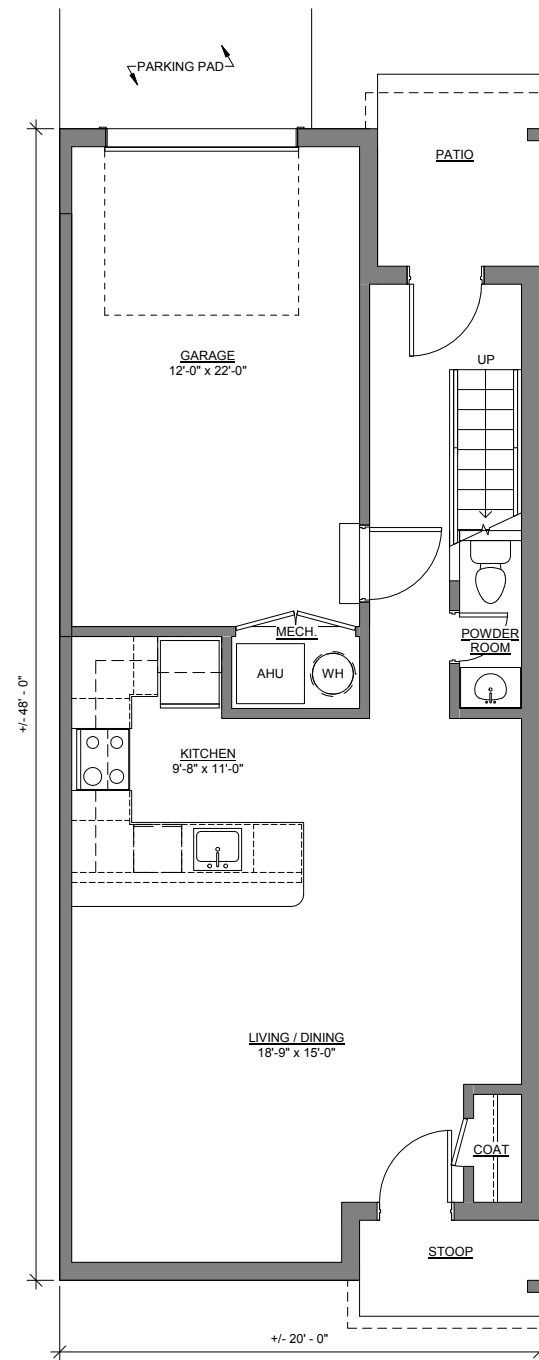 PARKING PAD
PATIO
GARAGE
12'-0" x 22'-0"
UP
MECH.
AHU
WH
POWDER
ROOM
KITCHEN
9'-8" x 11'-0"
+/- 48' - 0"
LIVING / DINING
18'-9" x 15'-0"
COAT
STOOP
+/- 20' - 0"